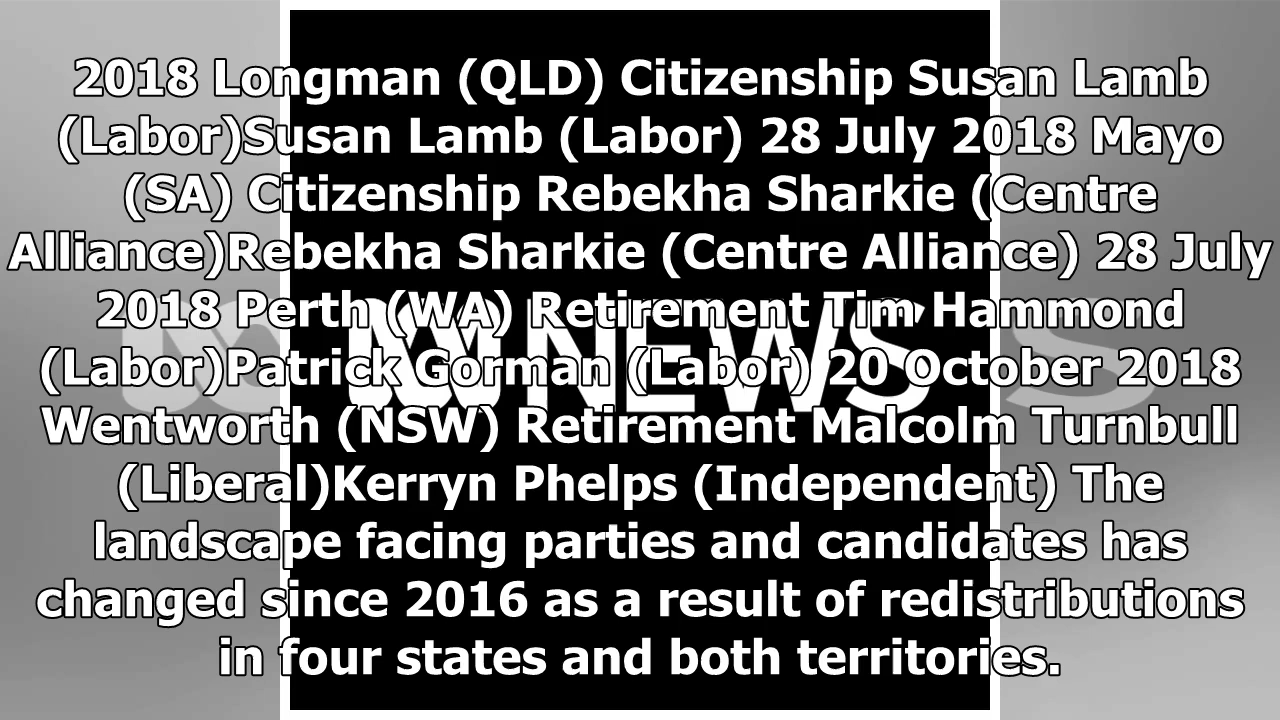 2018 Longman (QLD) Citizenship Susan Lamb
(Labor)Susan Lamb (Labor) 28 July 2018 Mayo
(SA) Citizenship Rebekha Sharkie (Centre
Alliance)Rebekha Sharkie (Centre Alliance) 28 July
2018 Perth (WA) Retirement Tim Hammond
(Labor)Patrick Gorman (Labor) 20 October 2018
Wentworth (NSW) Retirement Malcolm Turnbull
(Liberal)Kerryn Phelps (Independent) The
landscape facing parties and candidates has
changed since 2016 as a result of redistributions
in four states and both territories.
NEWS